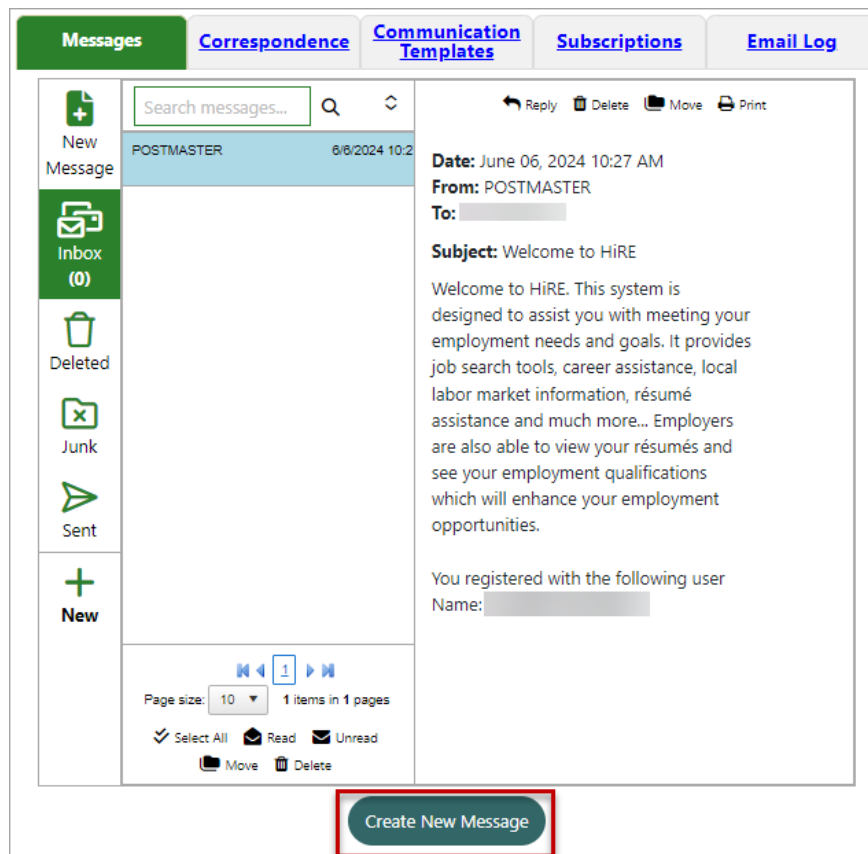 Messages
Correspondence
Communication
Templates
Subscriptions
Email Log
New
Message
Inbox
(0)
Deleted
Junk
Sent
New
Search messages...
POSTMASTER 6/6/2024 10:2
1
Page size: 10 1 items in 1 pages
Select All Read Unread
Move Delete
Reply Delete Move Print
Date: June 06, 2024 10:27 AM
From: POSTMASTER
To:
Subject: Welcome to HiRE
Welcome to HiRE. This system is
designed to assist you with meeting your
employment needs and goals. It provides
job search tools, career assistance, local
labor market information, résumé
assistance and much more... Employers
are also able to view your résumés and
see your employment qualifications
which will enhance your employment
opportunities.
You registered with the following user
Name:
Create New Message